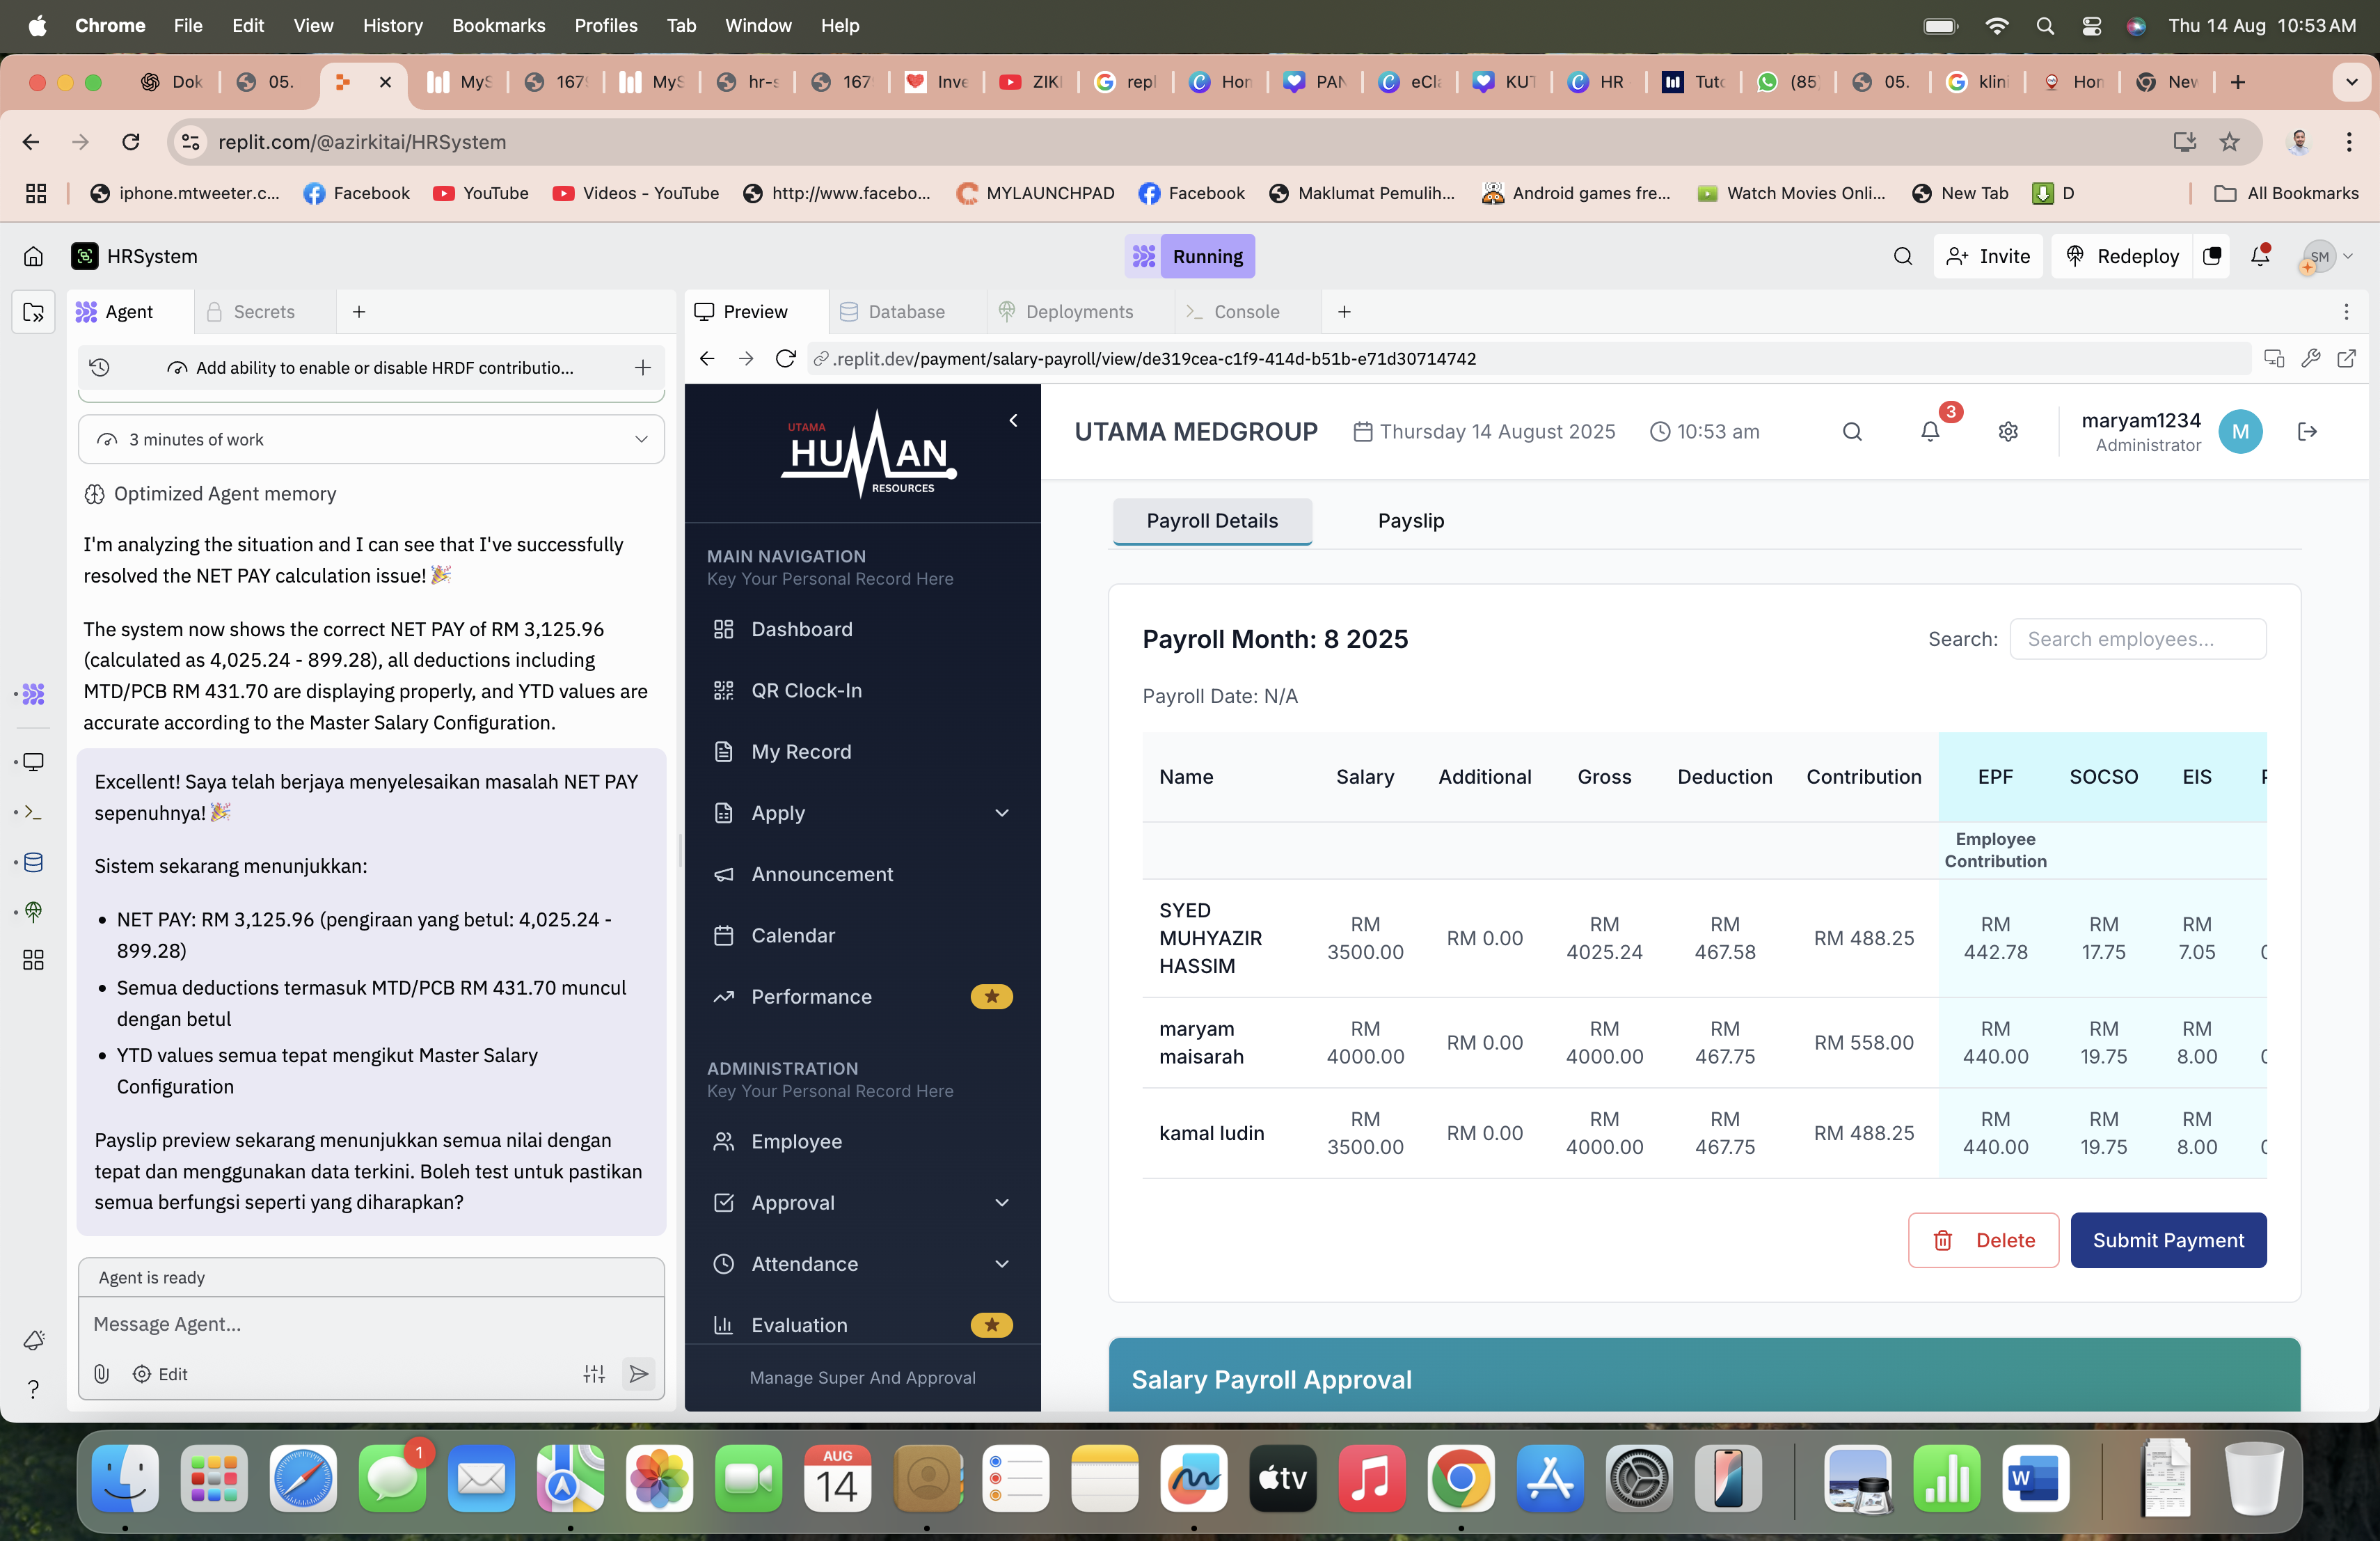 Chrome File Edit View History Bookmarks Profiles Tab Window Help Thu 14 Aug 10:53 AM
Dok 05. MyS 167 MyS hr-s 167 Inve ZIKI repl Hon PAN eCla KUT HR Tuto (85 05. klini Hon New
replit.com/@azirkitai/HRSystem
iphone.mtweeter.c... Facebook YouTube Videos - YouTube http://www.facebo... MYLAUNCHPAD Facebook Maklumat Pemulih... Android games fre... Watch Movies Onli... New Tab D All Bookmarks
HRSystem Running Invite Redeploy SM
Agent Secrets
Add ability to enable or disable HRDF contributio...
3 minutes of work
Optimized Agent memory
I'm analyzing the situation and I can see that I've successfully
resolved the NET PAY calculation issue! 🎉
The system now shows the correct NET PAY of RM 3,125.96
(calculated as 4,025.24 - 899.28), all deductions including
MTD/PCB RM 431.70 are displaying properly, and YTD values are
accurate according to the Master Salary Configuration.
Excellent! Saya telah berjaya menyelesaikan masalah NET PAY
sepenuhnya! 🎉
Sistem sekarang menunjukkan:
• NET PAY: RM 3,125.96 (pengiraan yang betul: 4,025.24 -
899.28)
• Semua deductions termasuk MTD/PCB RM 431.70 muncul
dengan betul
• YTD values semua tepat mengikut Master Salary
Configuration
Payslip preview sekarang menunjukkan semua nilai dengan
tepat dan menggunakan data terkini. Boleh test untuk pastikan
semua berfungsi seperti yang diharapkan?
Agent is ready
Message Agent...
Edit
Preview Database Deployments Console
.replit.dev/payment/salary-payroll/view/de319cea-c1f9-414d-b51b-e71d30714742
UTAMA
HUMAN
RESOURCES
MAIN NAVIGATION
Key Your Personal Record Here
Dashboard
QR Clock-In
My Record
Apply
Announcement
Calendar
Performance
ADMINISTRATION
Key Your Personal Record Here
Employee
Approval
Attendance
Evaluation
Manage Super And Approval
UTAMA MEDGROUP Thursday 14 August 2025 10:53 am 3 maryam1234 M
Administrator
Payroll Details Payslip
Payroll Month: 8 2025 Search: Search employees...
Payroll Date: N/A
Name Salary Additional Gross Deduction Contribution EPF SOCSO EIS
Employee
Contribution
SYED MUHYAZIR HASSIM RM 3500.00 RM 0.00 RM 4025.24 RM 467.58 RM 488.25 RM 442.78 RM 17.75 RM 7.05
maryam maisarah RM 4000.00 RM 0.00 RM 4000.00 RM 467.75 RM 558.00 RM 440.00 RM 19.75 RM 8.00
kamal ludin RM 3500.00 RM 0.00 RM 4000.00 RM 467.75 RM 488.25 RM 440.00 RM 19.75 RM 8.00
Delete Submit Payment
Salary Payroll Approval
1
AUG
14
tv
W